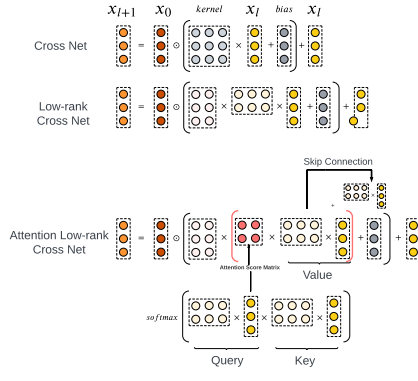 x_{l+1} x_0 kernel x_l bias x_l
Cross Net = ⊙ × + +
Low-rank
Cross Net
= ⊙ × × + +
Skip Connection
×
+
Attention Low-rank
Cross Net
= ⊙ × × × + +
Attention Score Matrix
Value
softmax × × ×
Query Key